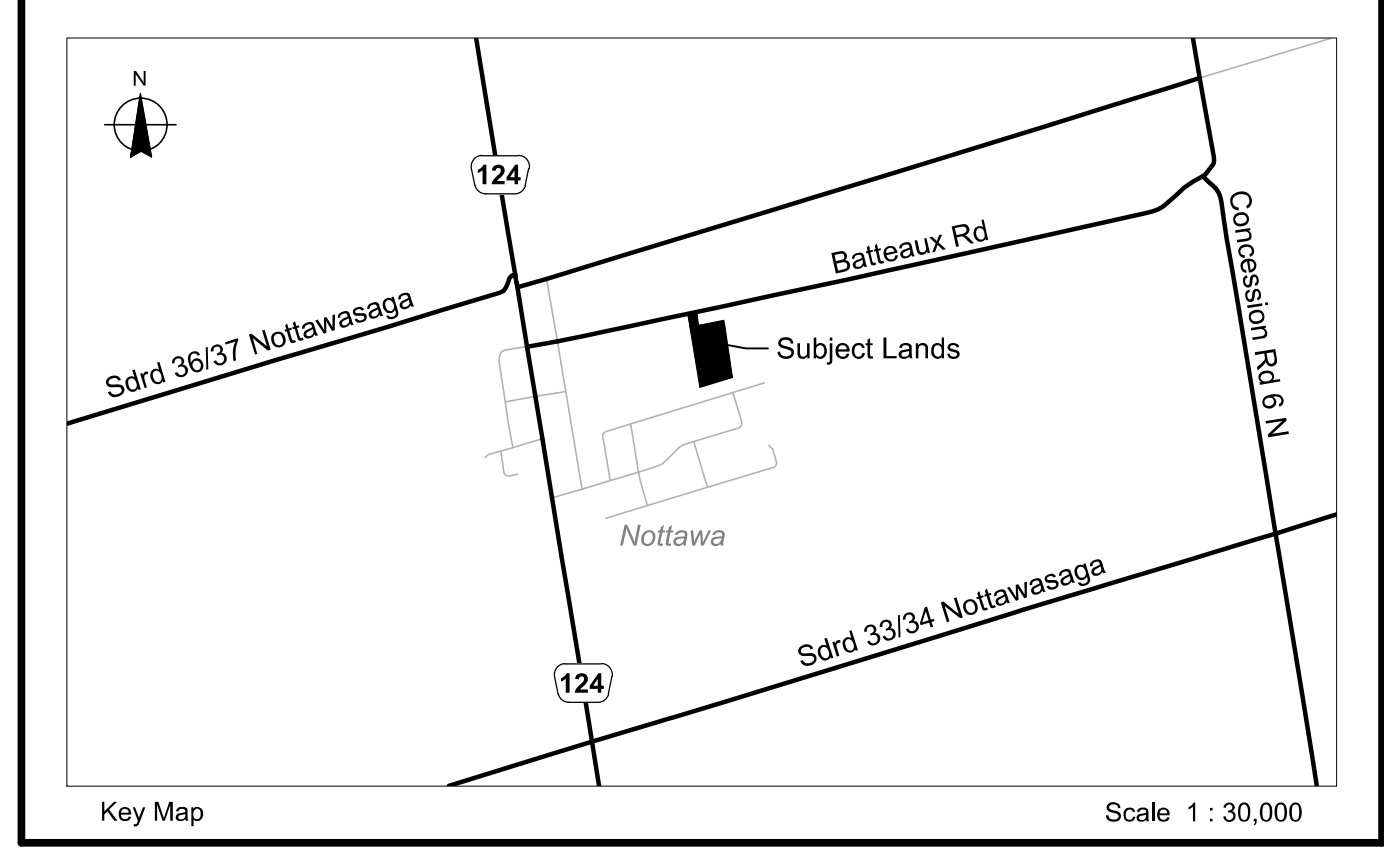 N
124
Sdrd 36/37 Nottawasaga
Batteaux Rd
Concession Rd 6 N
Subject Lands
Nottawa
Sdrd 33/34 Nottawasaga
124
Key Map
Scale 1 : 30,000